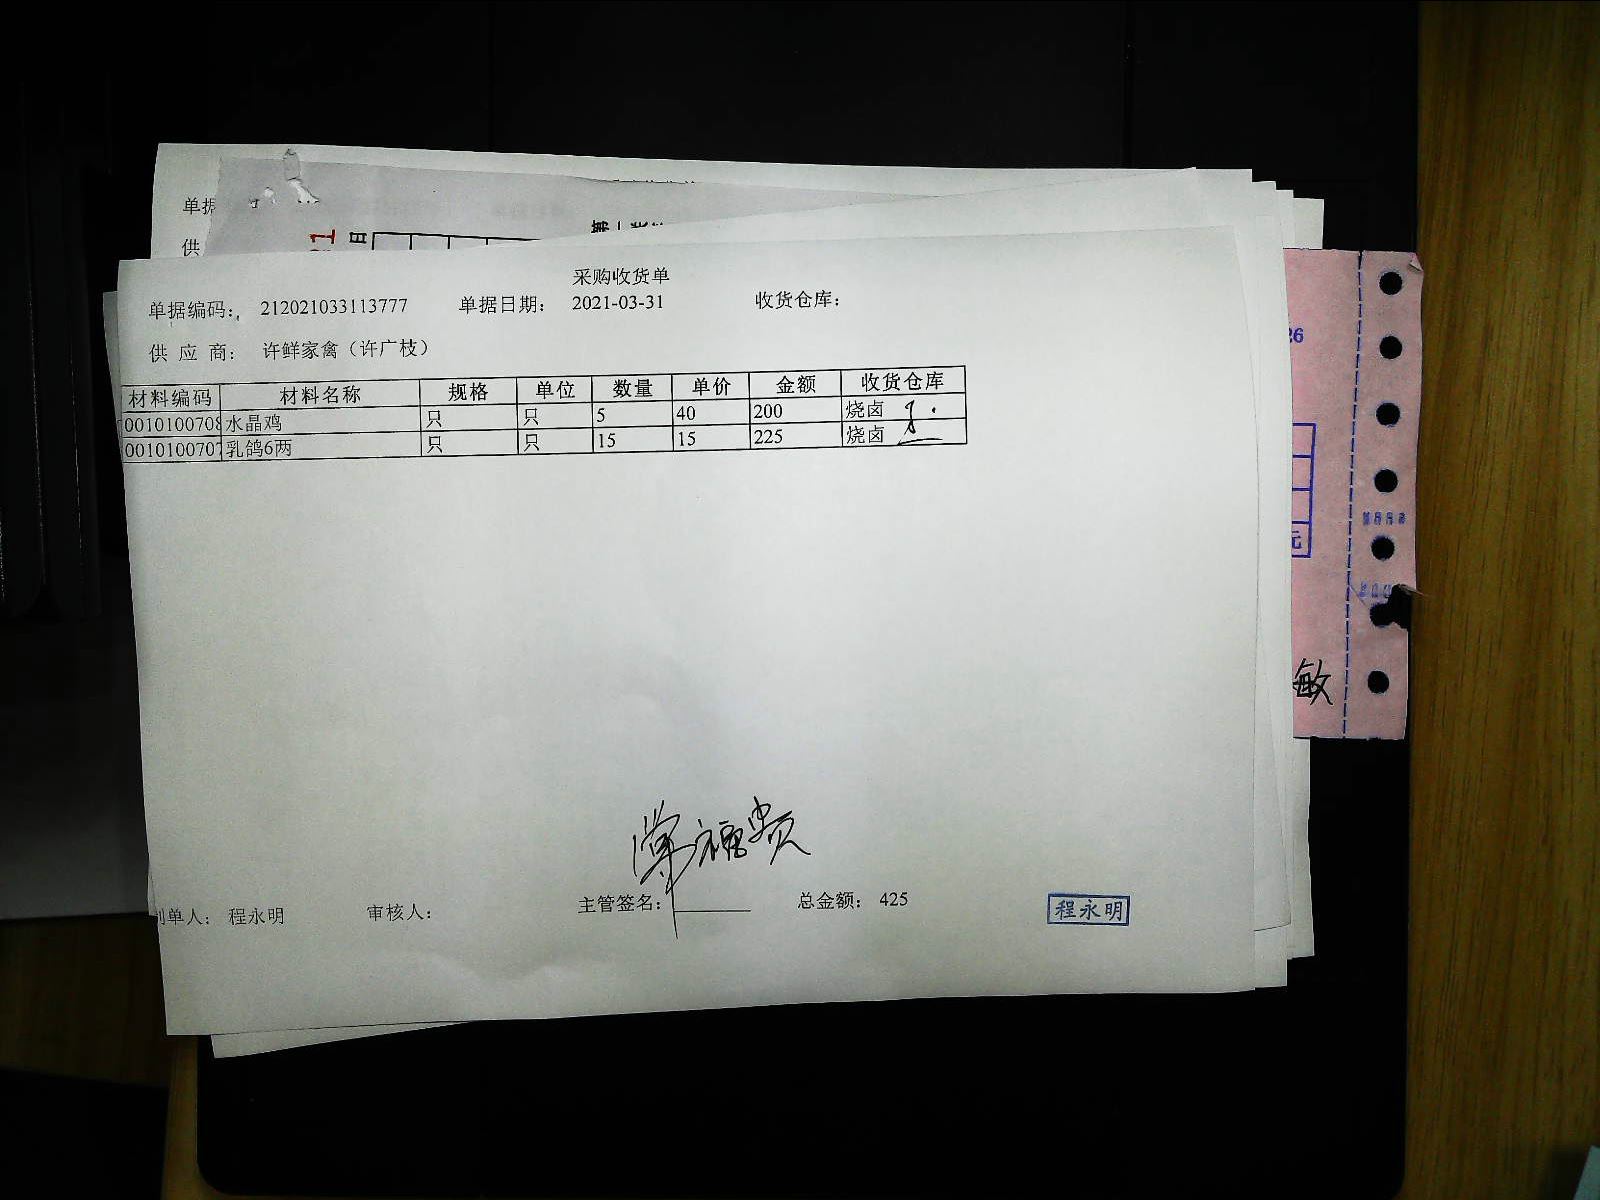 单据
供
采购收货单
单据编码： 212021033113777 单据日期： 2021-03-31 收货仓库：
供 应 商： 许鲜家禽（许广枝）
材料编码 材料名称 规格 单位 数量 单价 金额 收货仓库
0010100708 水晶鸡 只 只 5 40 200 烧卤
0010100707 乳鸽6两 只 只 15 15 225 烧卤
26
元
敏
制单人： 程永明 审核人： 主管签名： 总金额： 425
程永明